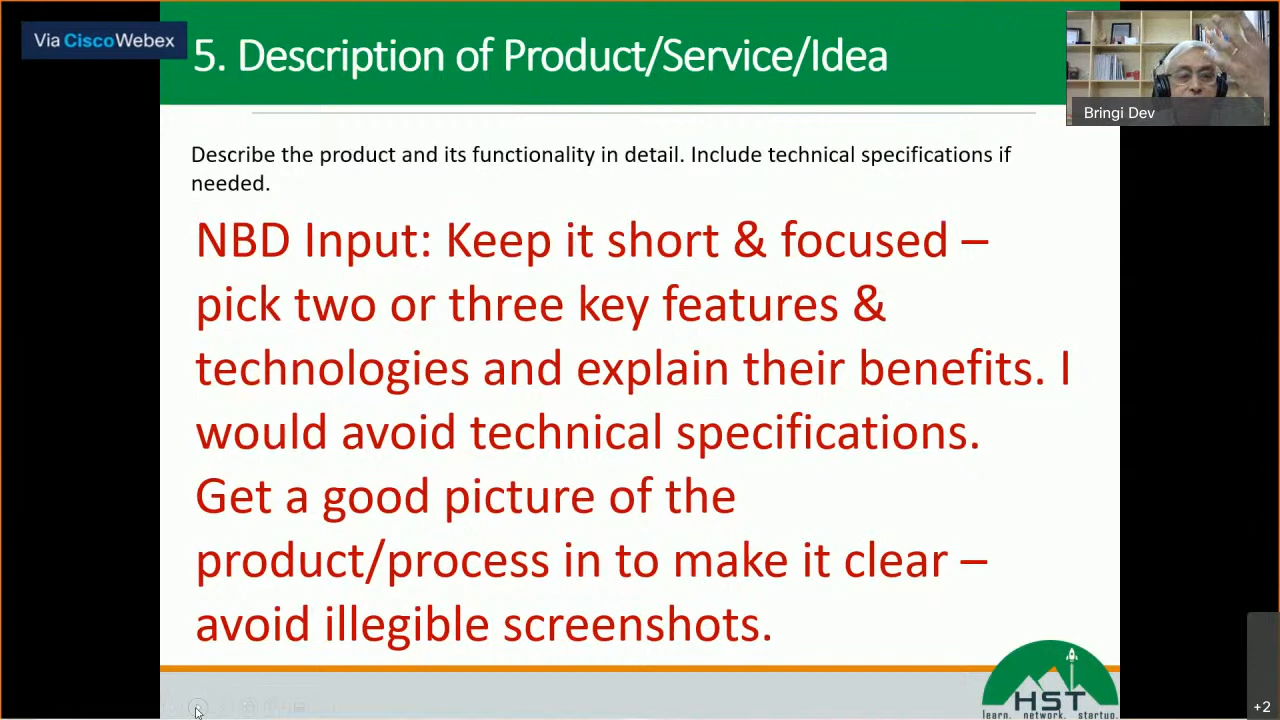 Via Cisco Webex
5. Description of Product/Service/Idea
Bringi Dev
Describe the product and its functionality in detail. Include technical specifications if
needed.
NBD Input: Keep it short & focused –
pick two or three key features &
technologies and explain their benefits. I
would avoid technical specifications.
Get a good picture of the
product/process in to make it clear –
avoid illegible screenshots.
HST
learn. network. startup.
+2